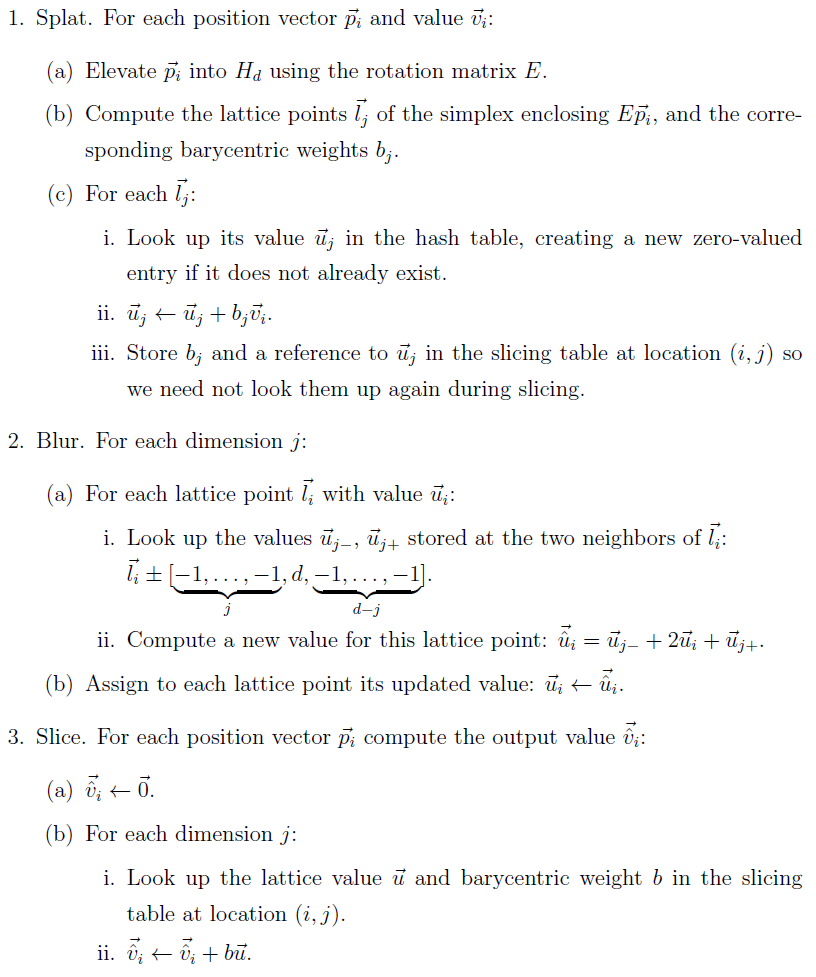 1. Splat. For each position vector $\vec{p}_i$ and value $\vec{v}_i$:
(a) Elevate $\vec{p}_i$ into $H_d$ using the rotation matrix $E$.
(b) Compute the lattice points $\vec{l}_j$ of the simplex enclosing $E\vec{p}_i$, and the corre-
sponding barycentric weights $b_j$.
(c) For each $\vec{l}_j$:
i. Look up its value $\vec{u}_j$ in the hash table, creating a new zero-valued
entry if it does not already exist.
ii. $\vec{u}_j \leftarrow \vec{u}_j + b_j\vec{v}_i$.
iii. Store $b_j$ and a reference to $\vec{u}_j$ in the slicing table at location $(i, j)$ so
we need not look them up again during slicing.
2. Blur. For each dimension $j$:
(a) For each lattice point $\vec{l}_i$ with value $\vec{u}_i$:
i. Look up the values $\vec{u}_{j-}$, $\vec{u}_{j+}$ stored at the two neighbors of $\vec{l}_i$:
$\vec{l}_i \pm [\underbrace{-1, \ldots, -1}_{j}, d, \underbrace{-1, \ldots, -1}_{d-j}]$.
ii. Compute a new value for this lattice point: $\vec{\hat{u}}_i = \vec{u}_{j-} + 2\vec{u}_i + \vec{u}_{j+}$.
(b) Assign to each lattice point its updated value: $\vec{u}_i \leftarrow \vec{\hat{u}}_i$.
3. Slice. For each position vector $\vec{p}_i$ compute the output value $\vec{\hat{v}}_i$:
(a) $\vec{\hat{v}}_i \leftarrow \vec{0}$.
(b) For each dimension $j$:
i. Look up the lattice value $\vec{u}$ and barycentric weight $b$ in the slicing
table at location $(i, j)$.
ii. $\vec{\hat{v}}_i \leftarrow \vec{\hat{v}}_i + b\vec{u}$.